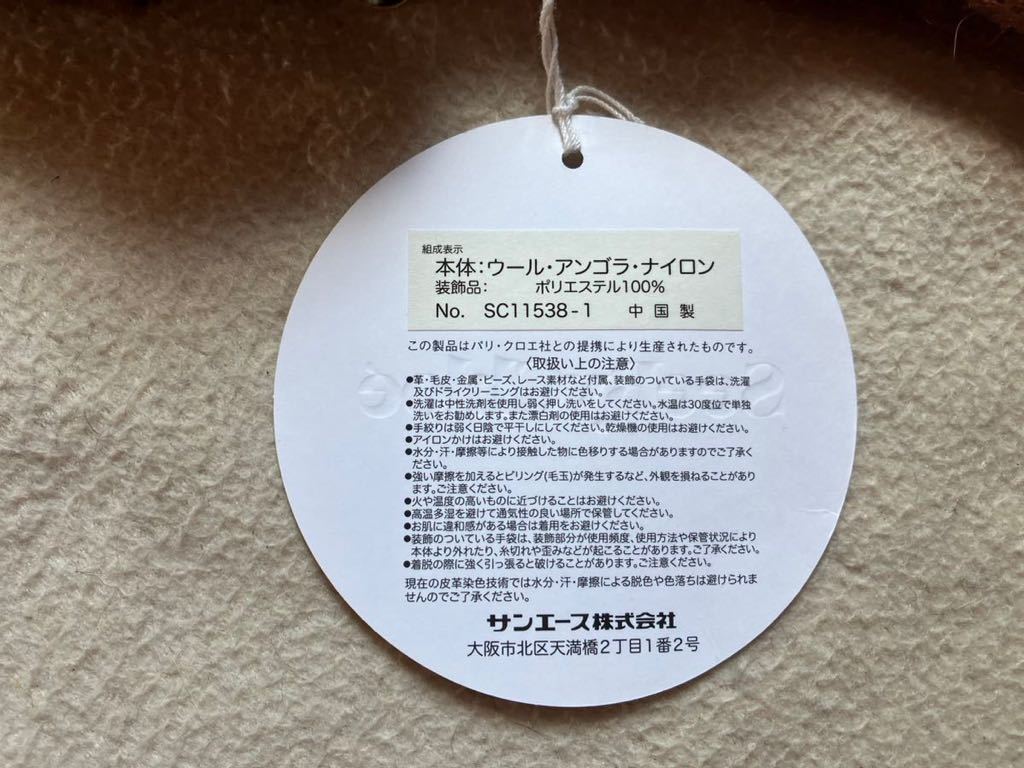 組成表示
本体：ウール・アンゴラ・ナイロン
装飾品：　ポリエステル100%
No.　SC11538-1　中国製
この製品はパリ・クロエ社との提携により生産されたものです。
〈取扱い上の注意〉
●革・毛皮・金属・ビーズ、レース素材など付属、装飾のついている手袋は、洗濯
及びドライクリーニングはお避けください。
●洗濯は中性洗剤を使用し弱く押し洗いをしてください。水温は30度位で単独
洗いをお勧めします。また漂白剤の使用はお避けください。
●手絞りは弱く日陰で平干しにしてください。乾燥機の使用はお避けください。
●アイロンかけはお避けください。
●水分・汗・摩擦等により接触した物に色移りする場合がありますのでご了承く
ださい。
●強い摩擦を加えるとピリング(毛玉)が発生するなど、外観を損ねることがあり
ます。ご注意ください。
●火や温度の高いものに近づけることはお避けください。
●高温多湿を避けて通気性の良い場所で保管してください。
●お肌に違和感がある場合は着用をお避けください。
●装飾のついている手袋は、装飾部分が使用頻度、使用方法や保管状況により
本体より外れたり、糸切れや歪みなどが起こることがあります。ご了承ください。
●着脱の際に強く引っ張ると破けることがあります。ご注意ください。
現在の皮革染色技術では水分・汗・摩擦による脱色や色落ちは避けられま
せんのでご了承ください。
サンエース株式会社
大阪市北区天満橋2丁目1番2号